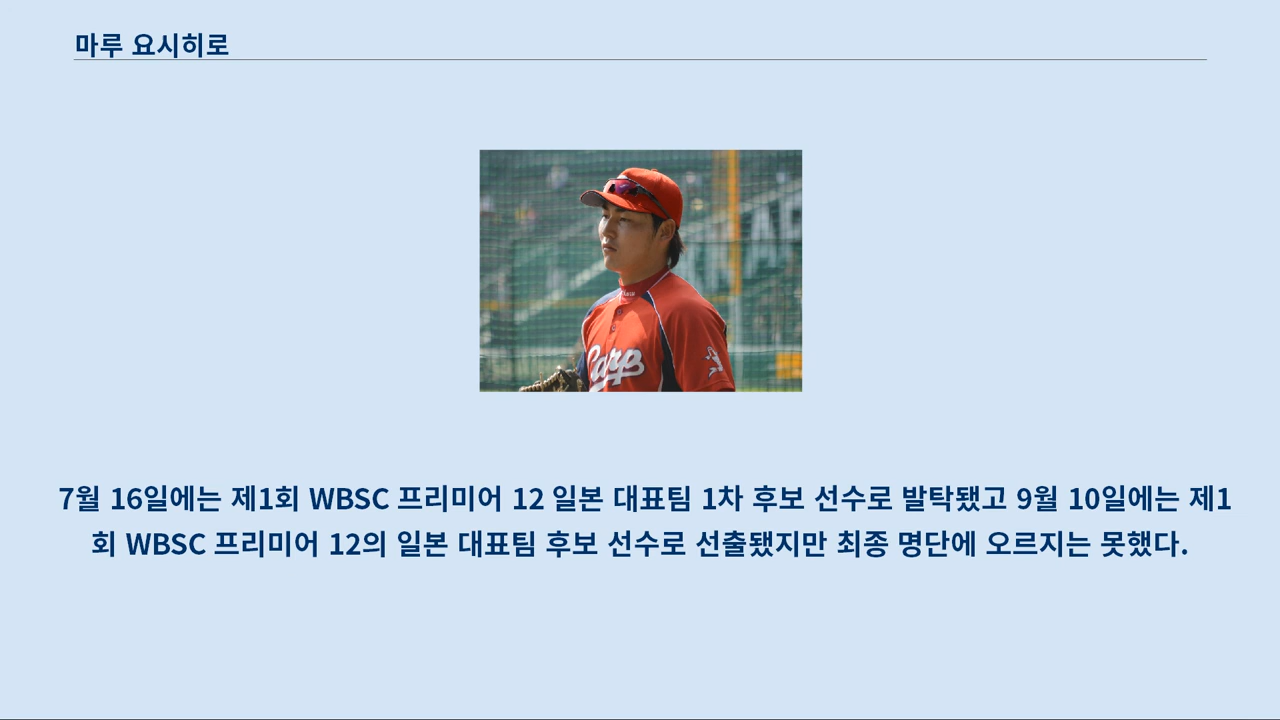 마루 요시히로
Carp
7월 16일에는 제1회 WBSC 프리미어 12 일본 대표팀 1차 후보 선수로 발탁됐고 9월 10일에는 제1
회 WBSC 프리미어 12의 일본 대표팀 후보 선수로 선출됐지만 최종 명단에 오르지는 못했다.